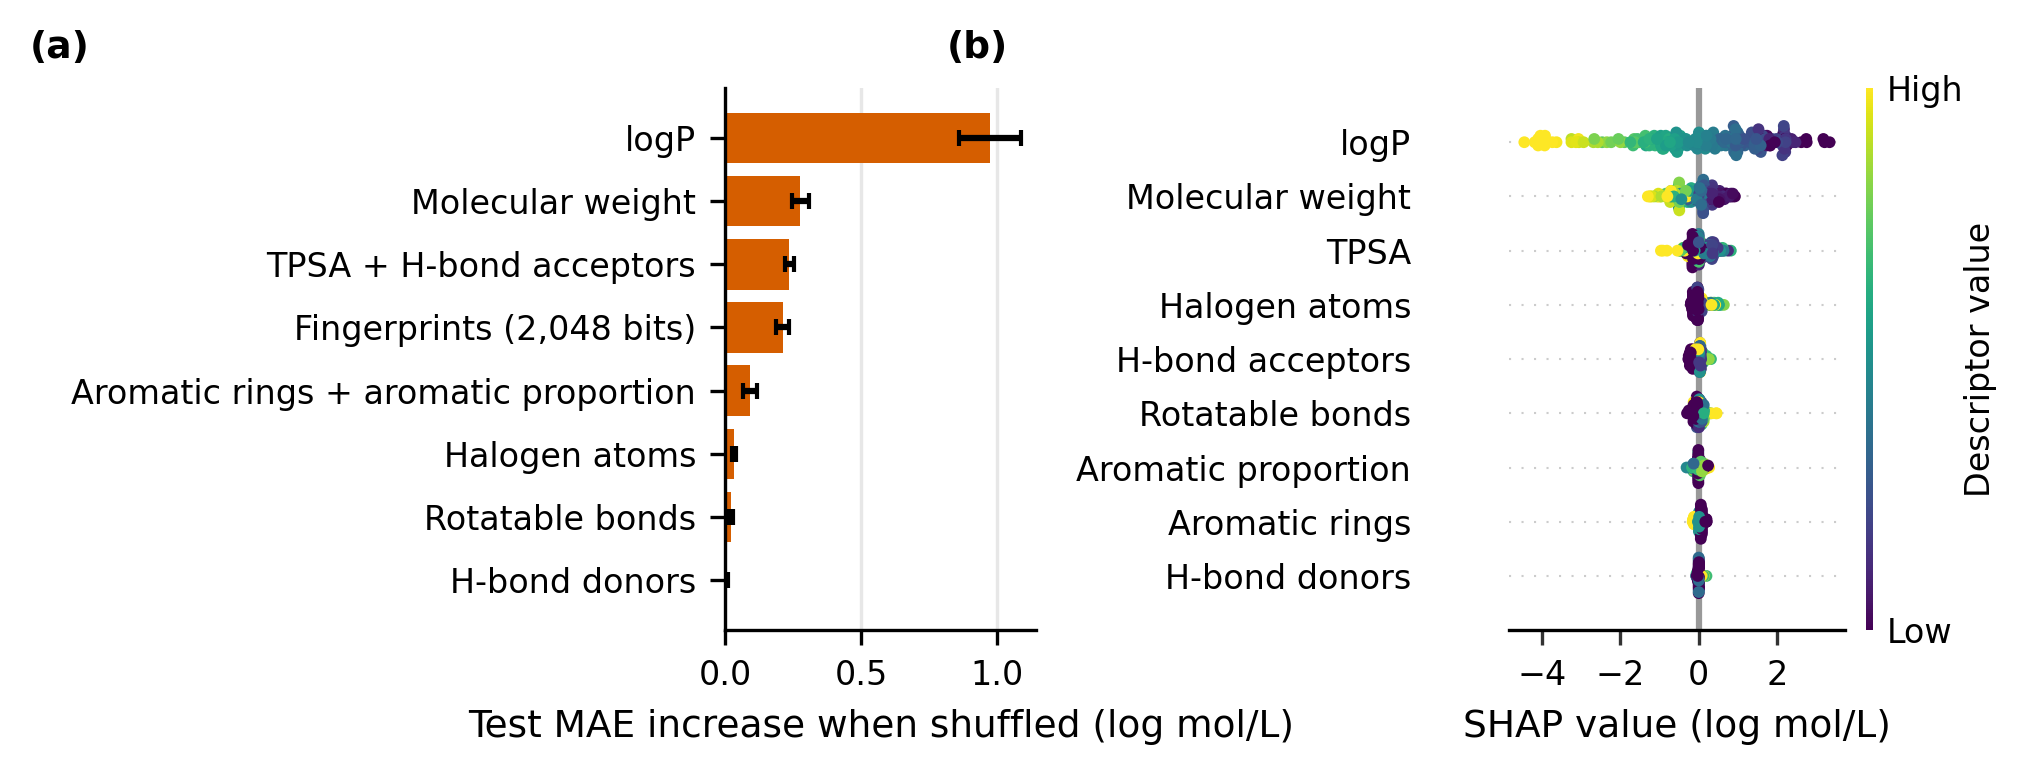 (a)
logP
Molecular weight
TPSA + H-bond acceptors
Fingerprints (2,048 bits)
Aromatic rings + aromatic proportion
Halogen atoms
Rotatable bonds
H-bond donors
0.0 0.5 1.0
Test MAE increase when shuffled (log mol/L)
(b)
logP
Molecular weight
TPSA
Halogen atoms
H-bond acceptors
Rotatable bonds
Aromatic proportion
Aromatic rings
H-bond donors
−4 −2 0 2
SHAP value (log mol/L)
High
Descriptor value
Low